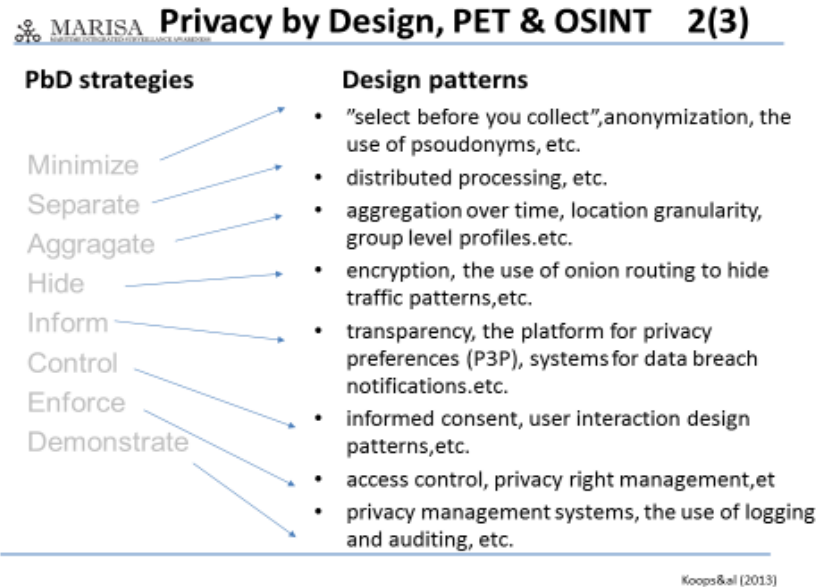 MARISA
MARITIME INTEGRATED SURVEILLANCE AWARENESS
Privacy by Design, PET & OSINT 2(3)
PbD strategies
Minimize
Separate
Aggragate
Hide
Inform
Control
Enforce
Demonstrate
Design patterns
• ”select before you collect”,anonymization, the
use of psoudonyms, etc.
• distributed processing, etc.
• aggregation over time, location granularity,
group level profiles.etc.
• encryption, the use of onion routing to hide
traffic patterns,etc.
• transparency, the platform for privacy
preferences (P3P), systems for data breach
notifications.etc.
• informed consent, user interaction design
patterns,etc.
• access control, privacy right management,et
• privacy management systems, the use of logging
and auditing, etc.
Koops&al (2013)